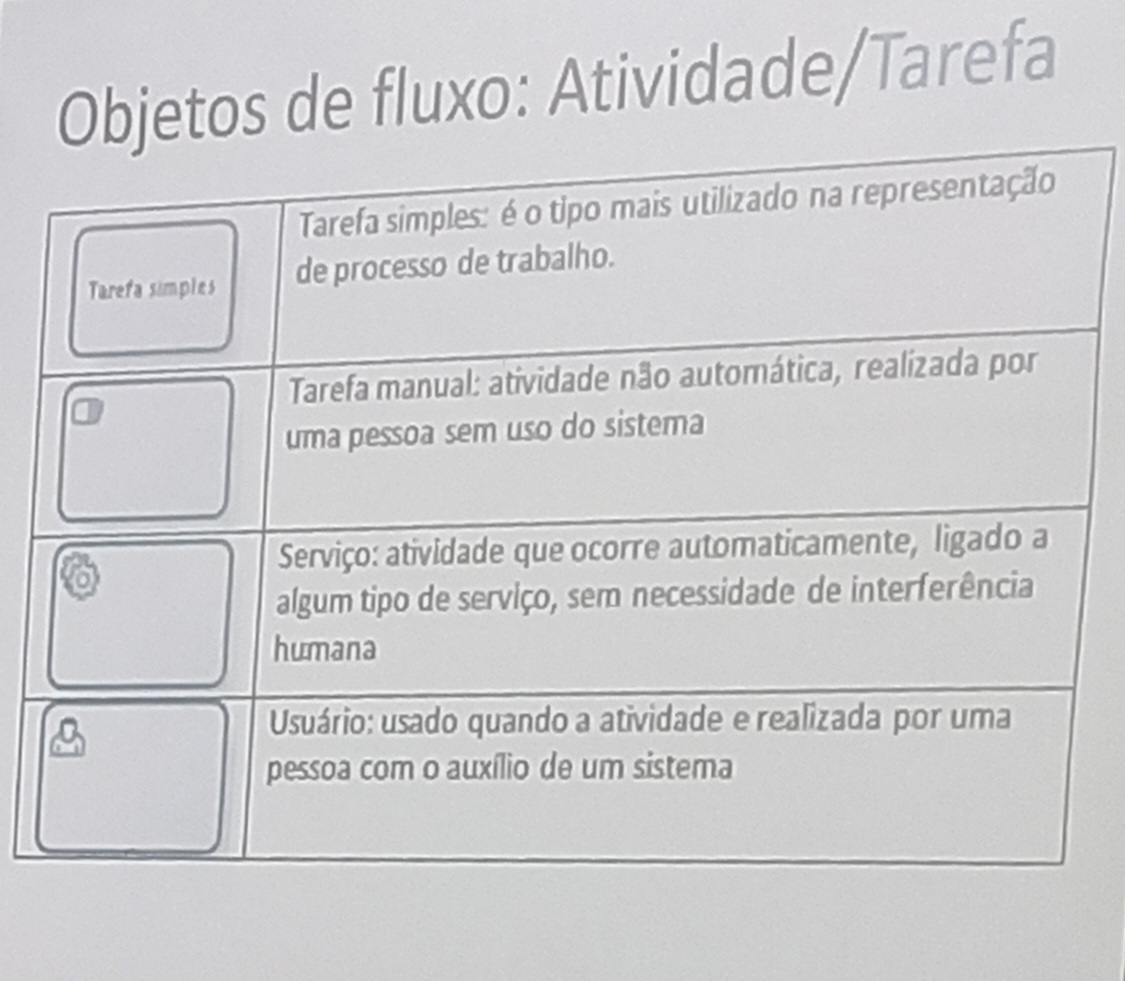 Objetos de fluxo: Atividade/Tarefa
Tarefa simples
Tarefa simples: é o tipo mais utilizado na representação
de processo de trabalho.
Tarefa manual: atividade não automática, realizada por
uma pessoa sem uso do sistema
Serviço: atividade que ocorre automaticamente, ligado a
algum tipo de serviço, sem necessidade de interferência
humana
Usuário: usado quando a atividade e realizada por uma
pessoa com o auxílio de um sistema